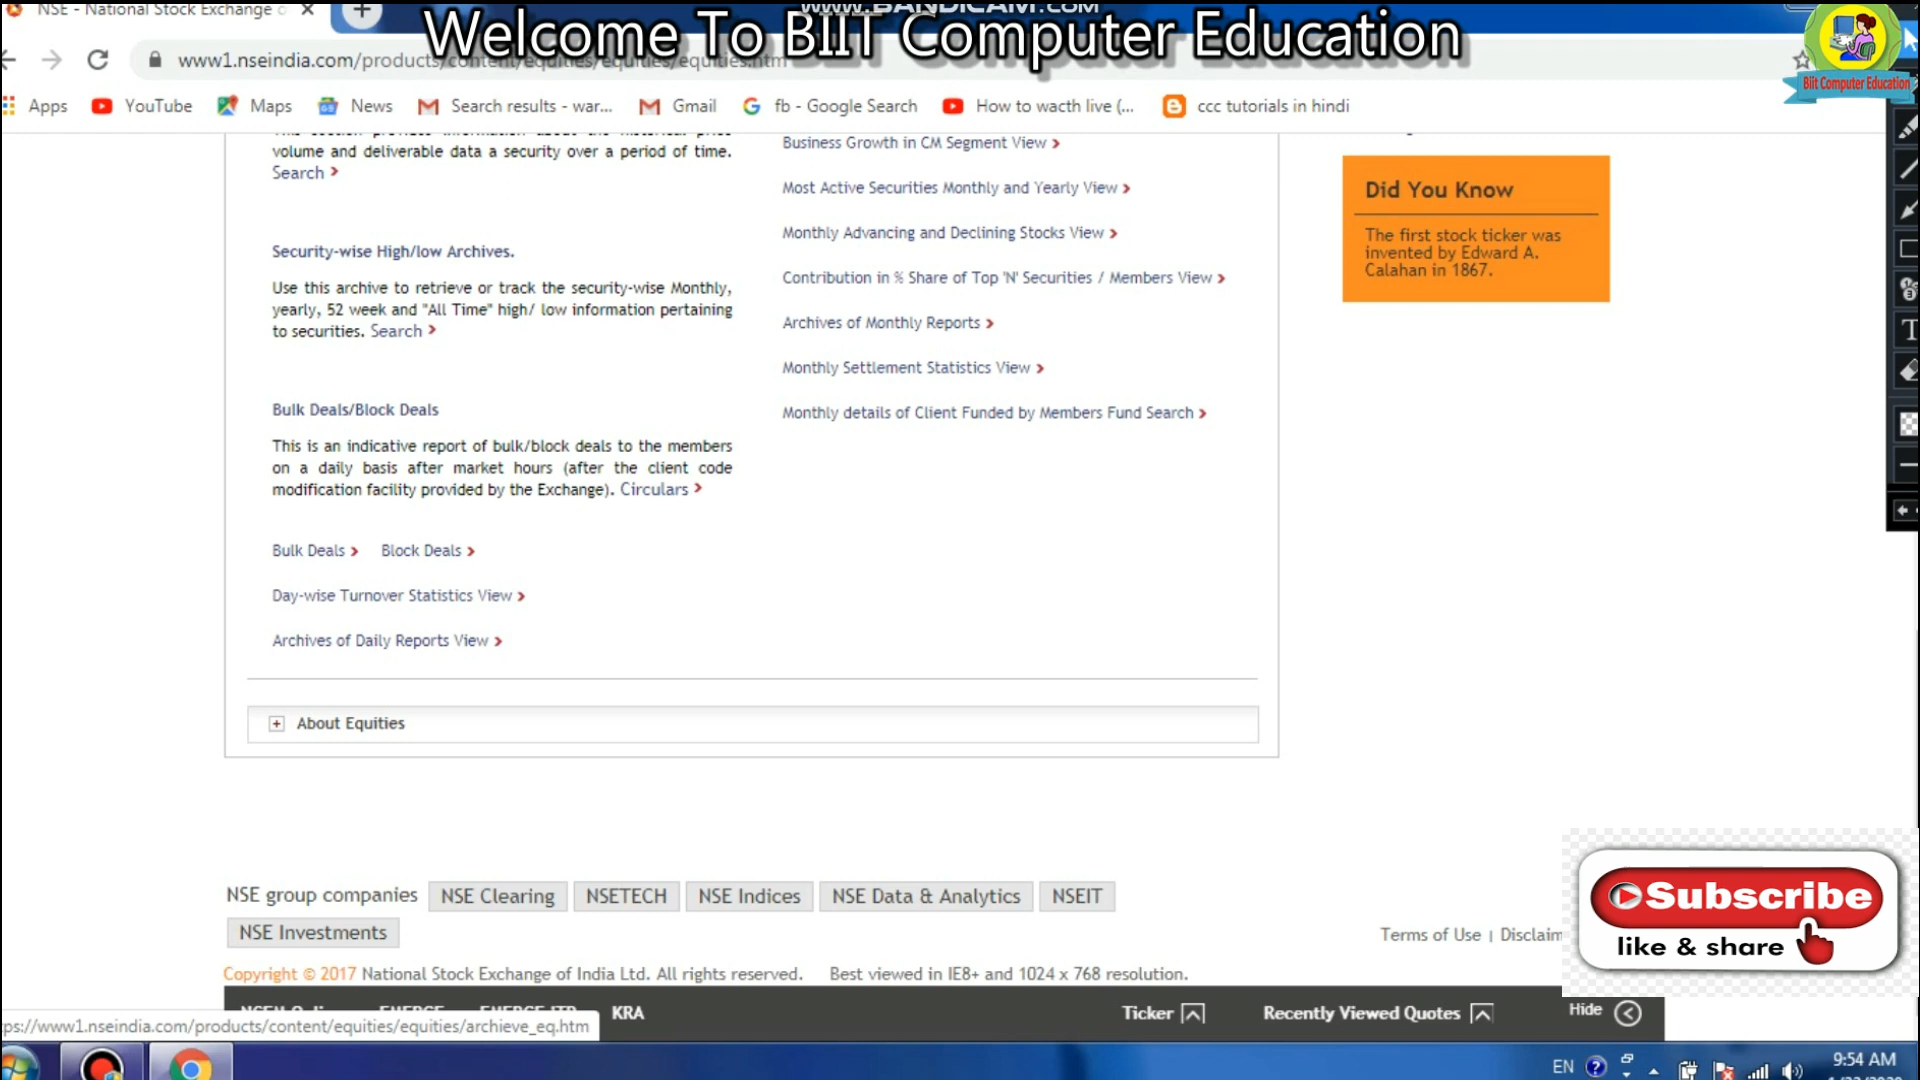 www.BANDICAM.COM
NSE - National Stock Exchange
Welcome To BIIT Computer Education
www1.nseindia.com/products/content/equities/equities/equities.htm
Biit Computer Education
Apps YouTube Maps News Search results - war... Gmail fb - Google Search How to wacth live (... ccc tutorials in hindi
volume and deliverable data a security over a period of time.
Search
Security-wise High/low Archives.
Use this archive to retrieve or track the security-wise Monthly,
yearly, 52 week and "All Time" high/ low information pertaining
to securities. Search
Bulk Deals/Block Deals
This is an indicative report of bulk/block deals to the members
on a daily basis after market hours (after the client code
modification facility provided by the Exchange). Circulars
Bulk Deals Block Deals
Day-wise Turnover Statistics View
Archives of Daily Reports View
Business Growth in CM Segment View
Most Active Securities Monthly and Yearly View
Monthly Advancing and Declining Stocks View
Contribution in % Share of Top 'N' Securities / Members View
Archives of Monthly Reports
Monthly Settlement Statistics View
Monthly details of Client Funded by Members Fund Search
Did You Know
The first stock ticker was
invented by Edward A.
Calahan in 1867.
About Equities
NSE group companies NSE Clearing NSETECH NSE Indices NSE Data & Analytics NSEIT
NSE Investments
Terms of Use | Disclaim
Subscribe
like & share
Copyright © 2017 National Stock Exchange of India Ltd. All rights reserved. Best viewed in IE8+ and 1024 x 768 resolution.
KRA Ticker Recently Viewed Quotes Hide
ps://www1.nseindia.com/products/content/equities/equities/archieve_eq.htm
EN 9:54 AM